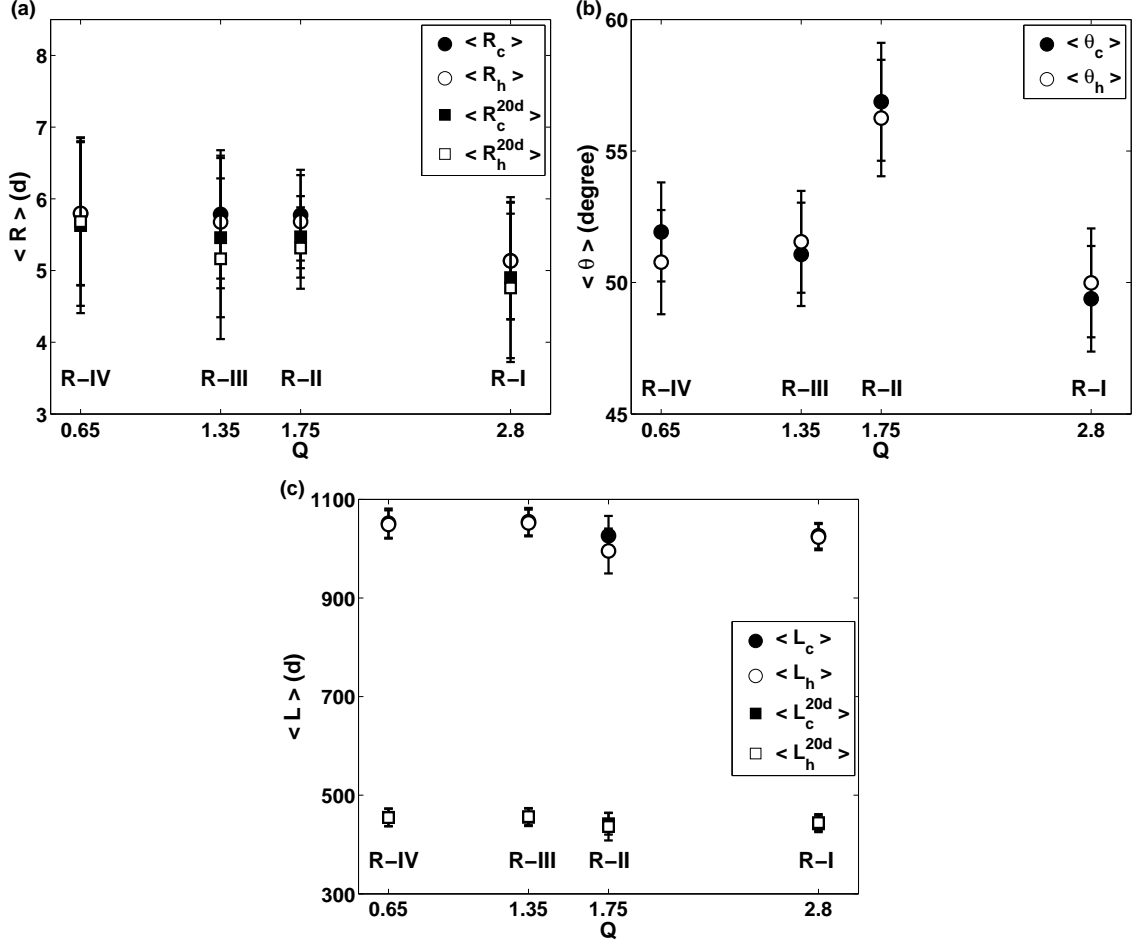 (a)
8
7
6
5
4
3
< R > (d)
< R_c >
< R_h >
< R_c^{20d} >
< R_h^{20d} >
R−IV R−III R−II R−I
0.65 1.35 1.75 2.8
Q
(b)
60
55
50
45
< θ > (degree)
< θ_c >
< θ_h >
R−IV R−III R−II R−I
0.65 1.35 1.75 2.8
Q
(c)
1100
900
700
500
300
< L > (d)
< L_c >
< L_h >
< L_c^{20d} >
< L_h^{20d} >
R−IV R−III R−II R−I
0.65 1.35 1.75 2.8
Q